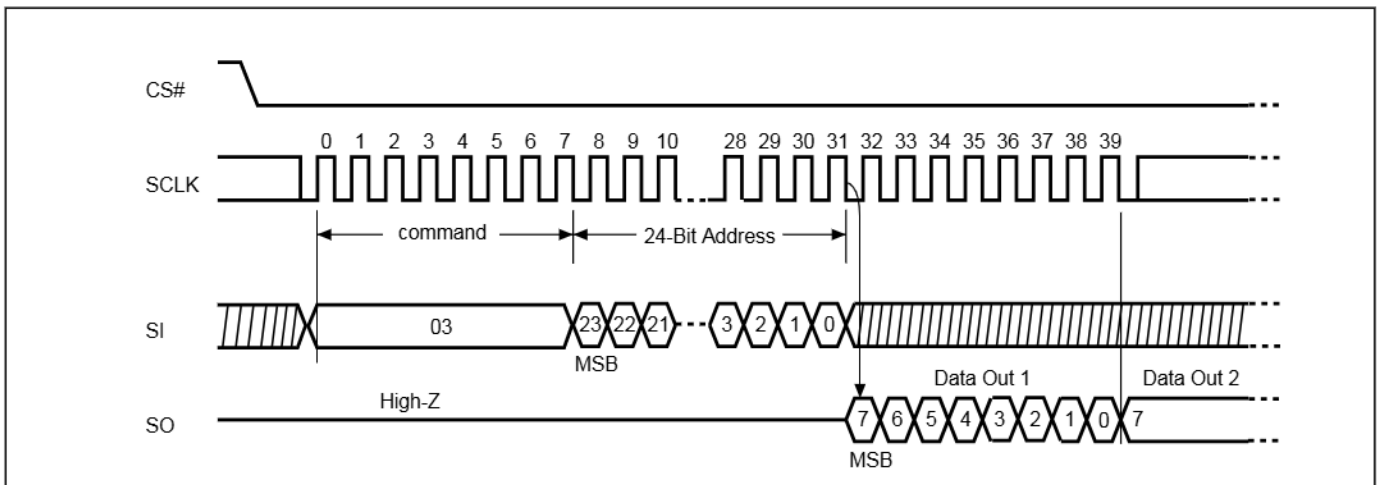 CS#
0 1 2 3 4 5 6 7 8 9 10 28 29 30 31 32 33 34 35 36 37 38 39
SCLK
command 24-Bit Address
SI 03 23 22 21 3 2 1 0
MSB
Data Out 1 Data Out 2
High-Z
SO 7 6 5 4 3 2 1 0 7
MSB